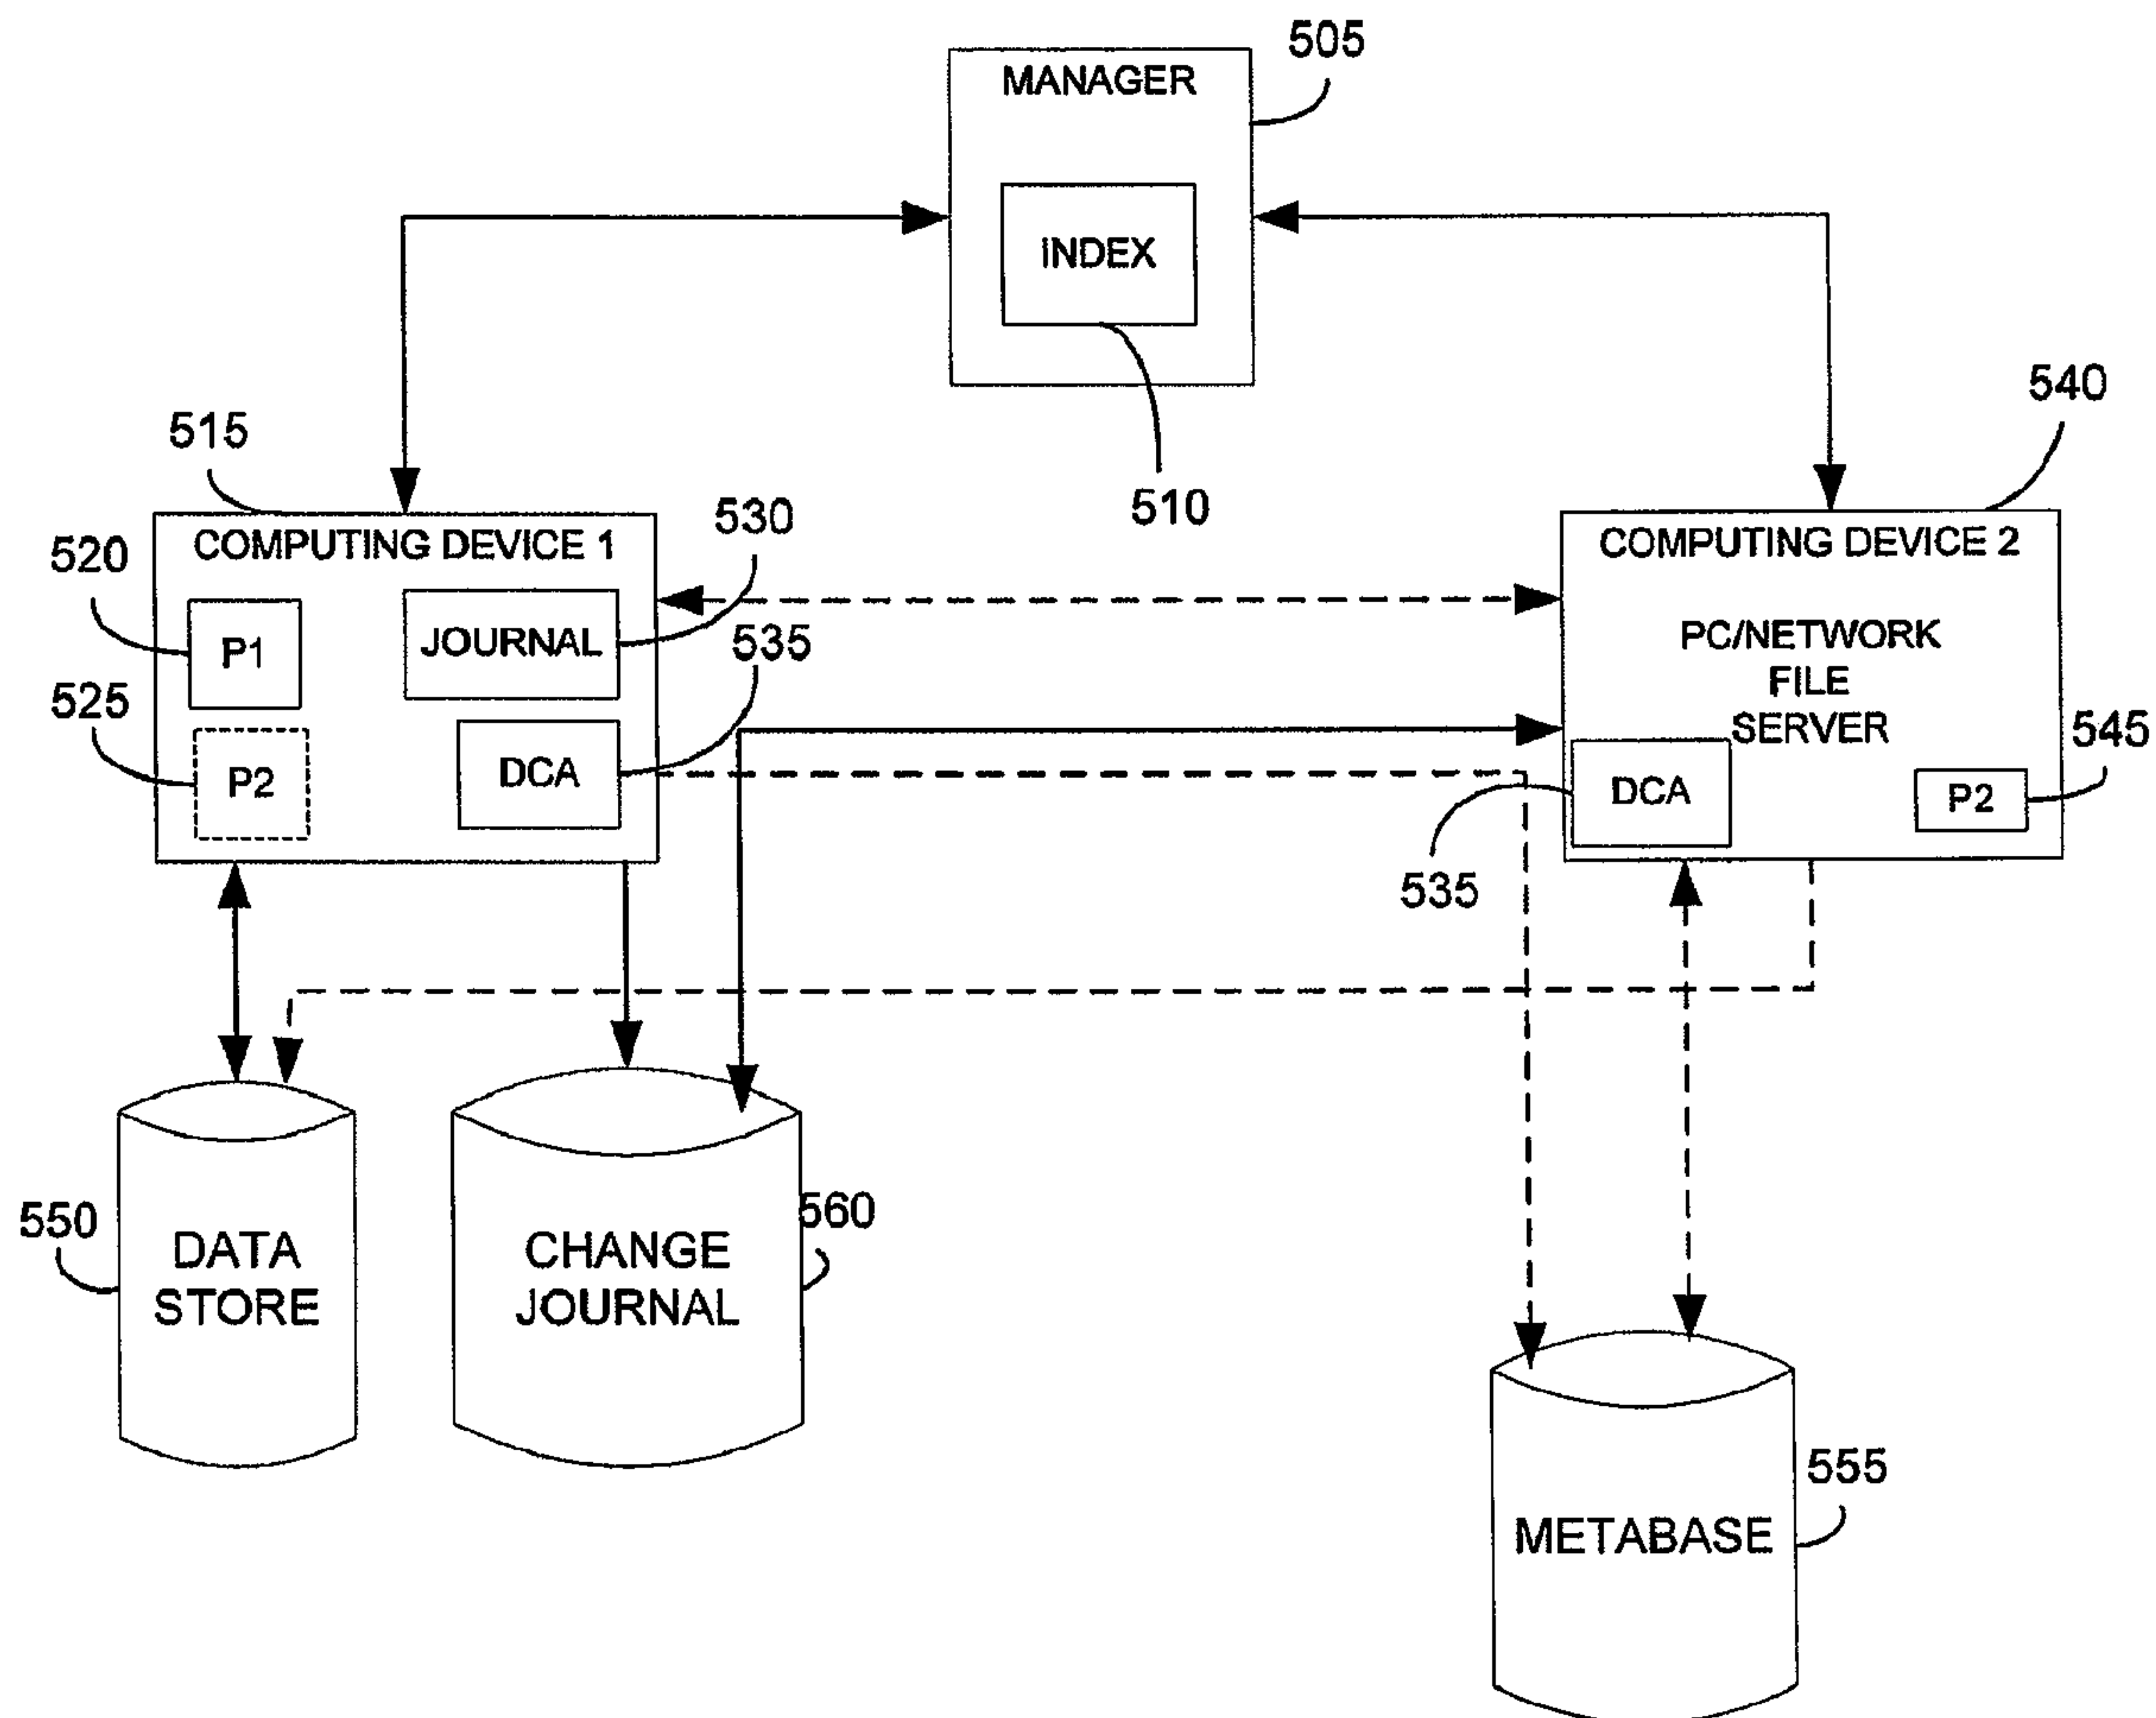 505
MANAGER
INDEX
510
540
515
COMPUTING DEVICE 1
530
520
P1
JOURNAL
535
525
P2
DCA
COMPUTING DEVICE 2
PC/NETWORK
FILE
SERVER
DCA
P2
545
535
550
DATA
STORE
560
CHANGE
JOURNAL
555
METABASE